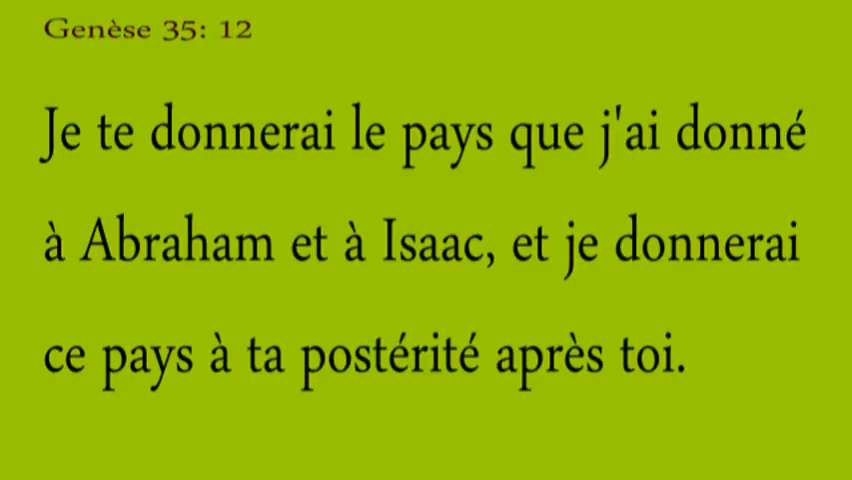 Genèse 35: 12
Je te donnerai le pays que j'ai donné
à Abraham et à Isaac, et je donnerai
ce pays à ta postérité après toi.